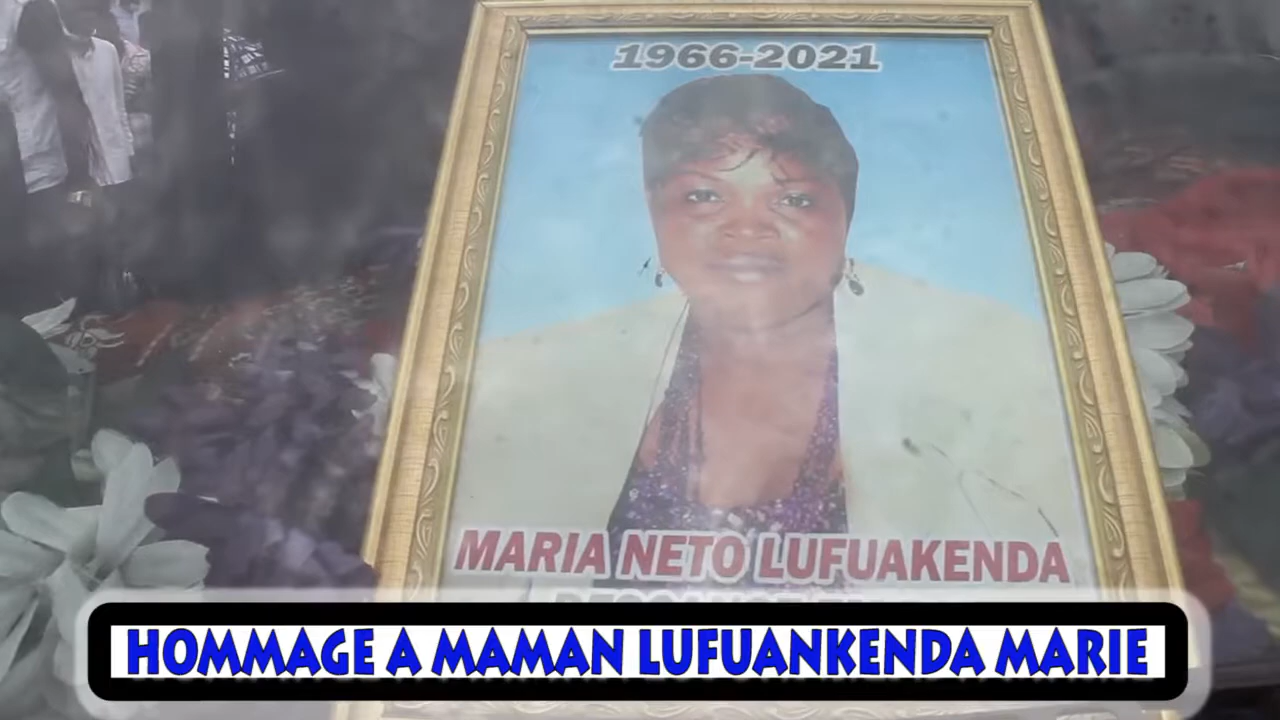 1966-2021
MARIA NETO LUFUAKENDA
HOMMAGE A MAMAN LUFUANKENDA MARIE